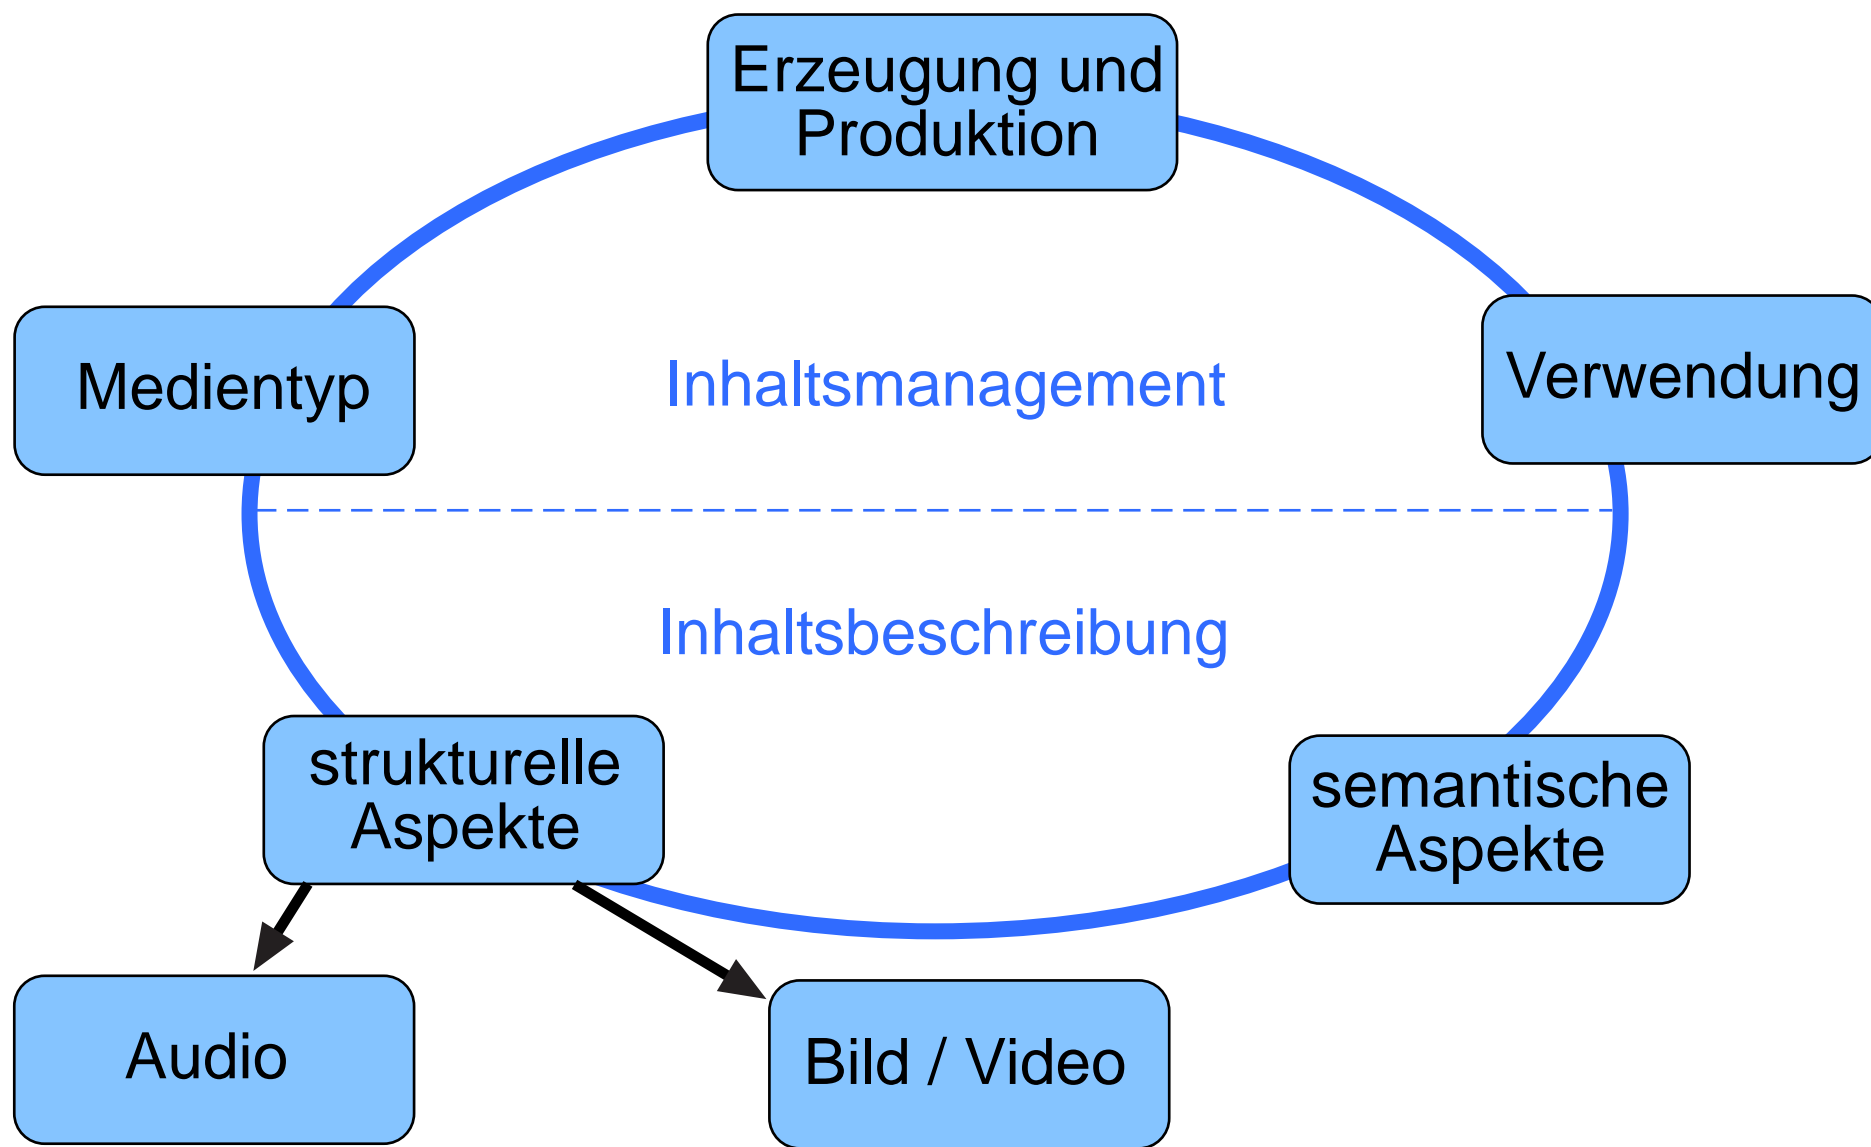 Erzeugung und
Produktion
Medientyp
Inhaltsmanagement
Verwendung
Inhaltsbeschreibung
strukturelle
Aspekte
semantische
Aspekte
Audio
Bild / Video